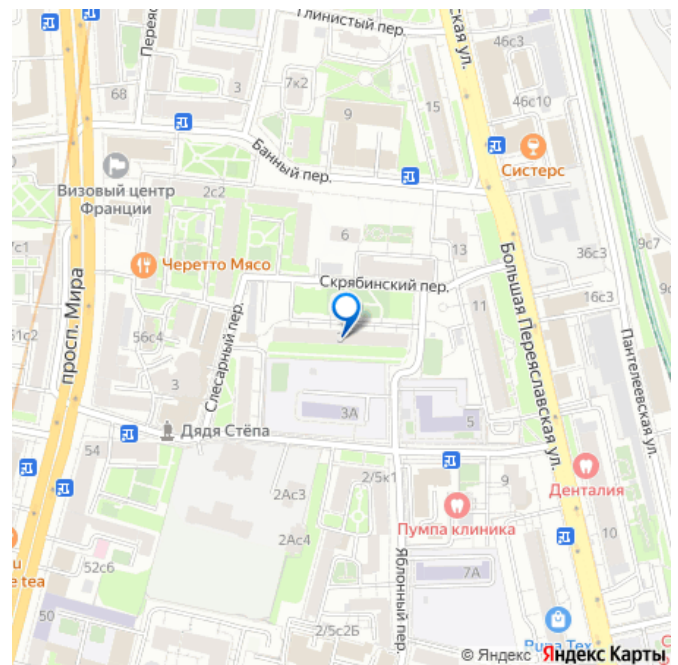 Глинистый пер.
46с3
68
3
7к2
9
15
46с10
Систерс
Банный пер.
Визовый центр
Франции
2с2
6
13
36с3
9с7
Черетто Мясо
Скрябинский пер.
Большая Переяславская ул.
11
16с3
просп. Мира
56с4
Слесарный пер.
Пантелеевская ул.
3
3А
5
Дядя Стёпа
54
2/5к1
9
Денталия
2Ас3
Пумпа клиника
10
2Ас4
52с6
7А
Яблонный пер.
50
2/5с2Б
© Яндекс Яндекс Карты